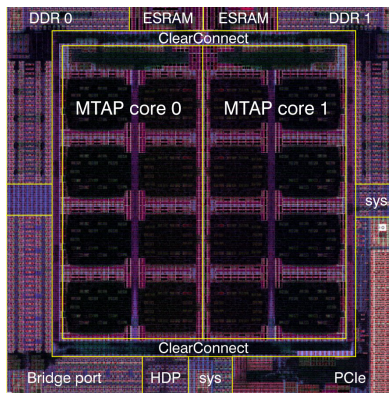 DDR 0 ESRAM ESRAM DDR 1
ClearConnect
MTAP core 0 MTAP core 1
sys
ClearConnect
Bridge port HDP sys PCIe